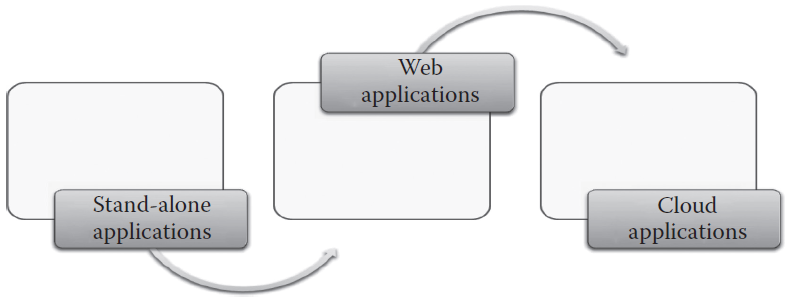 Stand-alone
applications
Web
applications
Cloud
applications